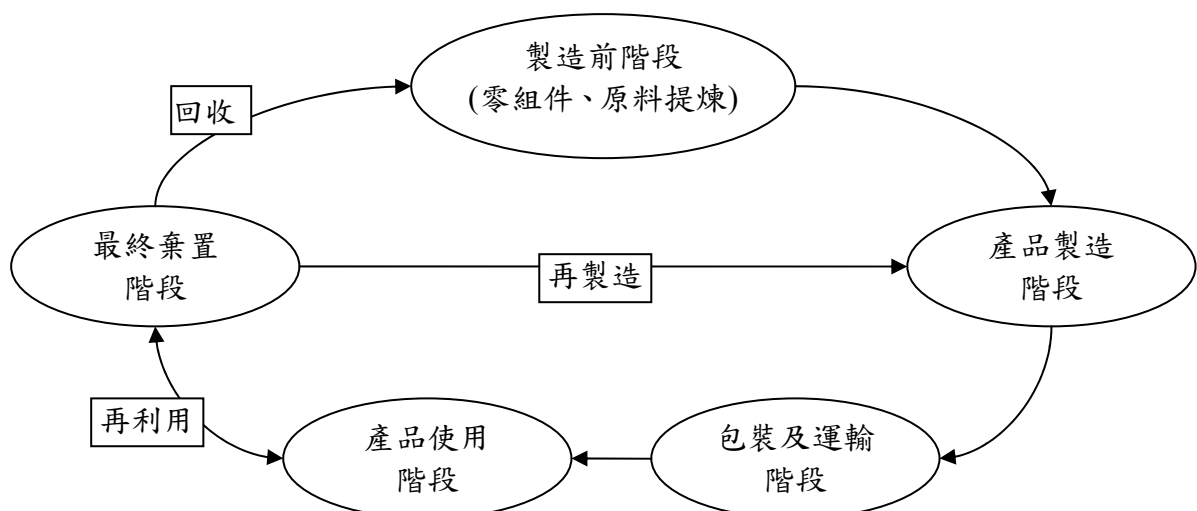 製造前階段
(零組件、原料提煉)
回收
最終棄置
階段
再製造
產品製造
階段
再利用
產品使用
階段
包裝及運輸
階段